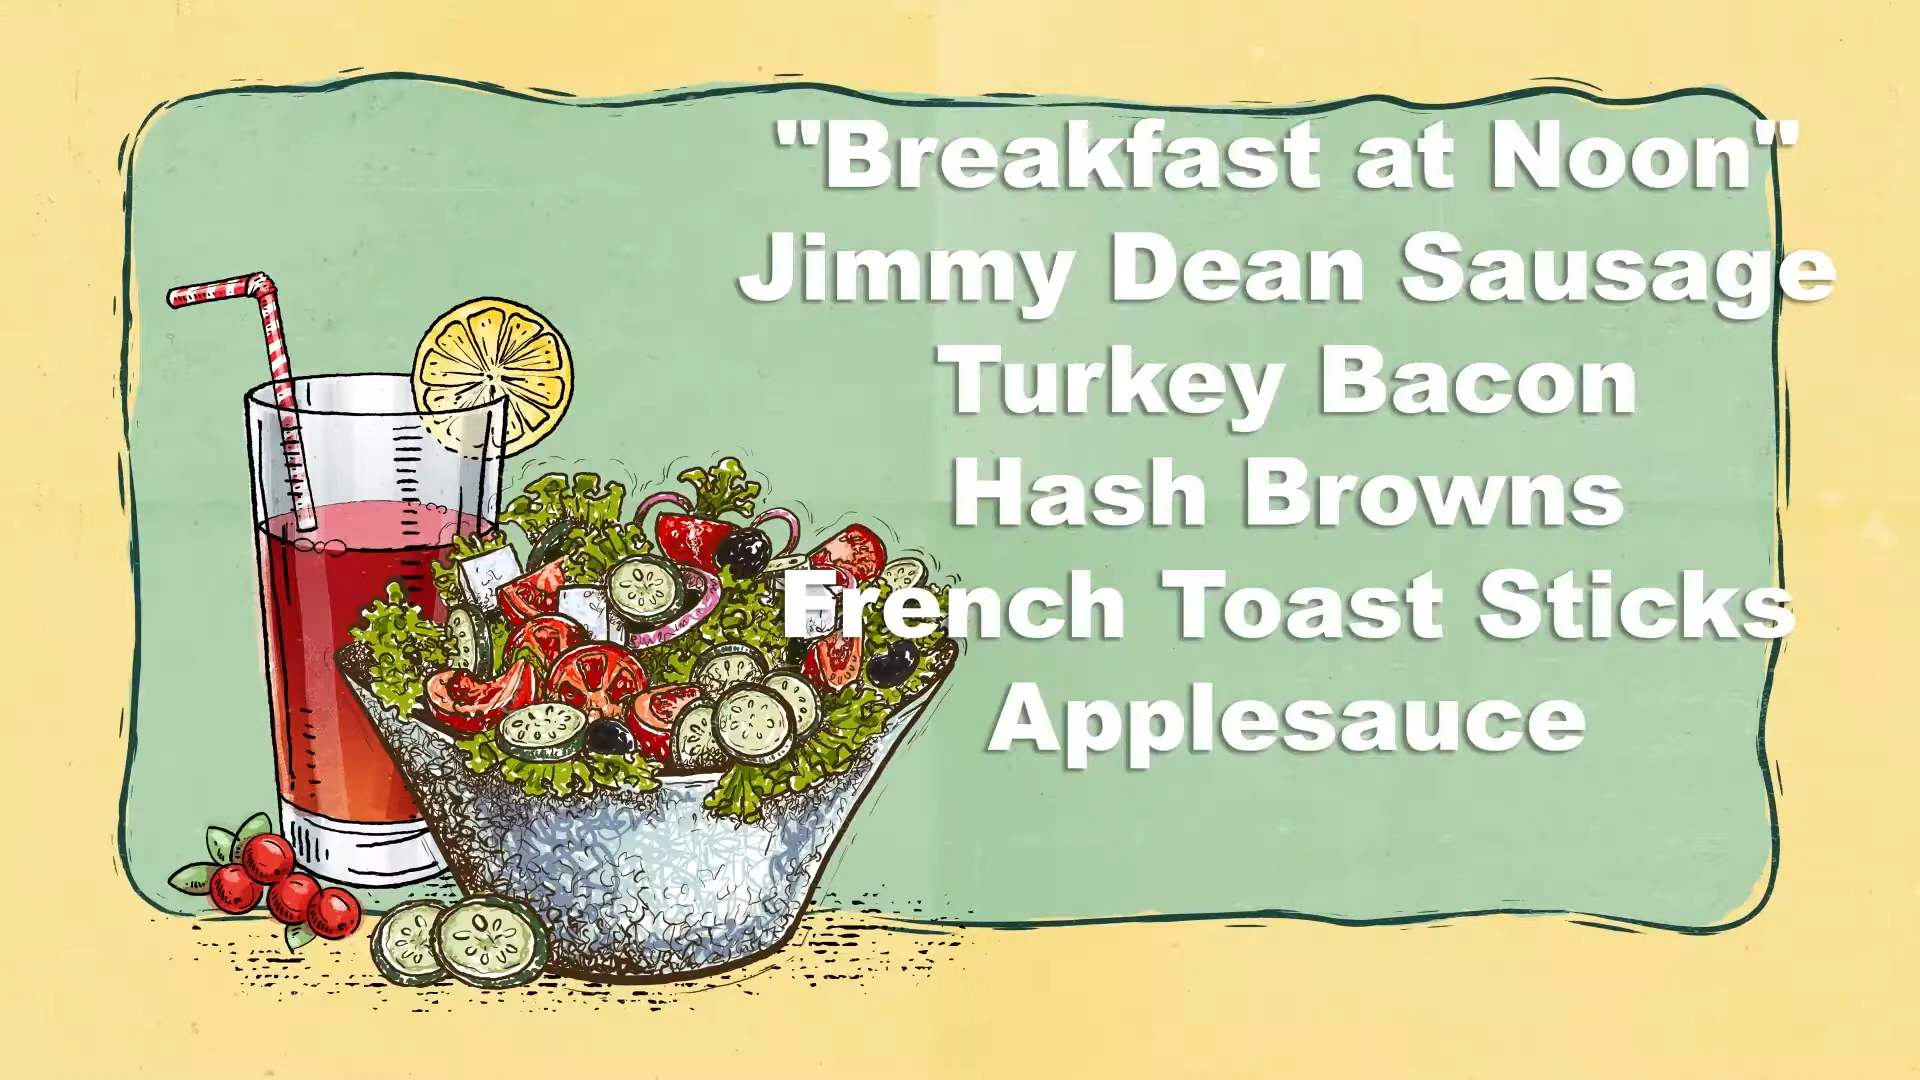 "Breakfast at Noon"
Jimmy Dean Sausage
Turkey Bacon
Hash Browns
French Toast Sticks
Applesauce